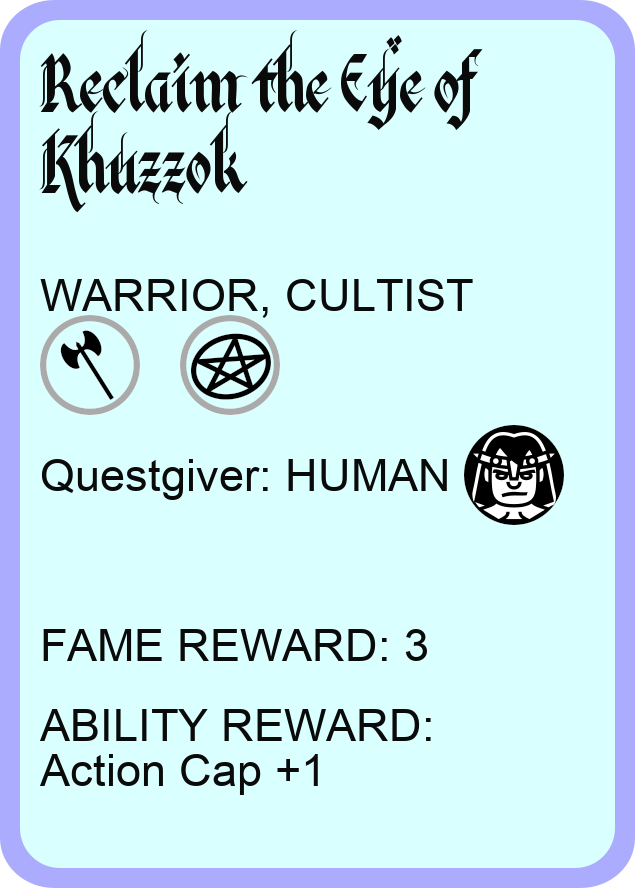 Reclaim the Eye of
Khuzzok
WARRIOR, CULTIST
Questgiver: HUMAN
FAME REWARD: 3
ABILITY REWARD:
Action Cap +1